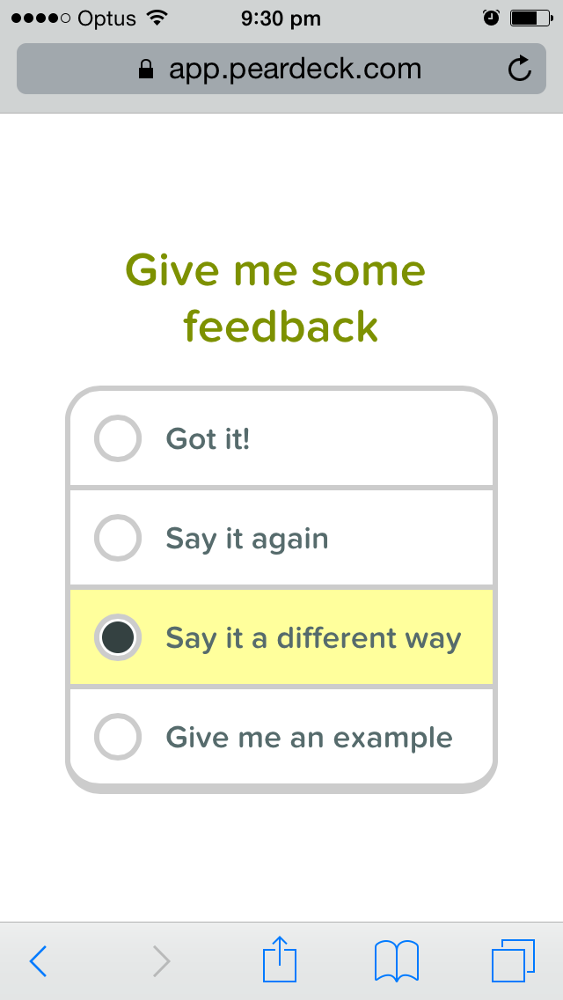 Optus 9:30 pm
app.peardeck.com
Give me some
feedback
Got it!
Say it again
Say it a different way
Give me an example